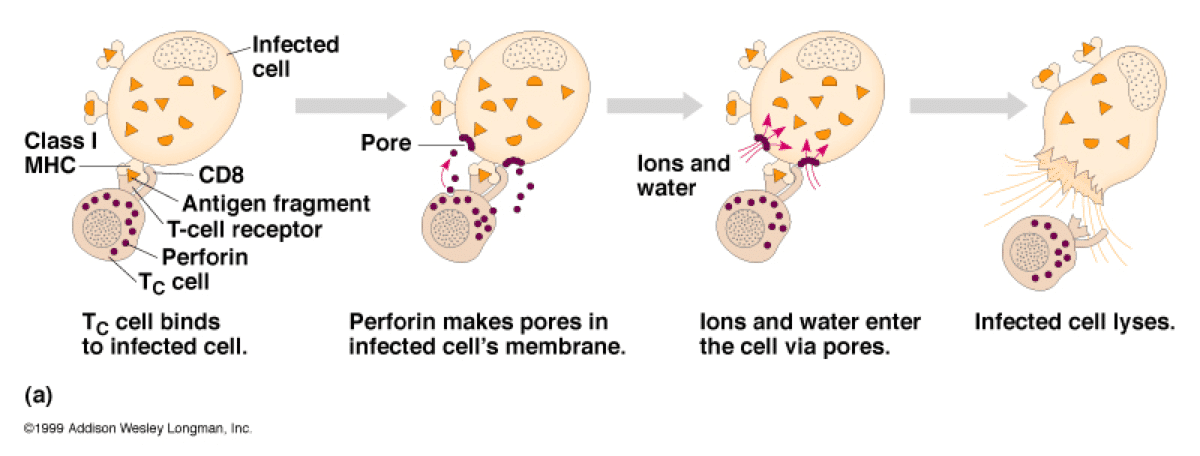 Infected
cell
Class I
MHC
CD8
Antigen fragment
T-cell receptor
Perforin
TC cell
Pore
Ions and
water
TC cell binds
to infected cell.
Perforin makes pores in
infected cell's membrane.
Ions and water enter
the cell via pores.
Infected cell lyses.
(a)
©1999 Addison Wesley Longman, Inc.